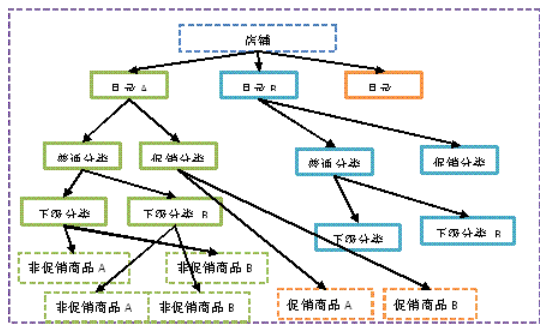 店铺
目录 A
目录 B
目录
普通分类
促销分类
普通分类
促销分类
下级分类
下级分类 B
下级分类
下级分类 B
非促销商品 A
非促销商品 B
非促销商品 A
非促销商品 B
促销商品 A
促销商品 B